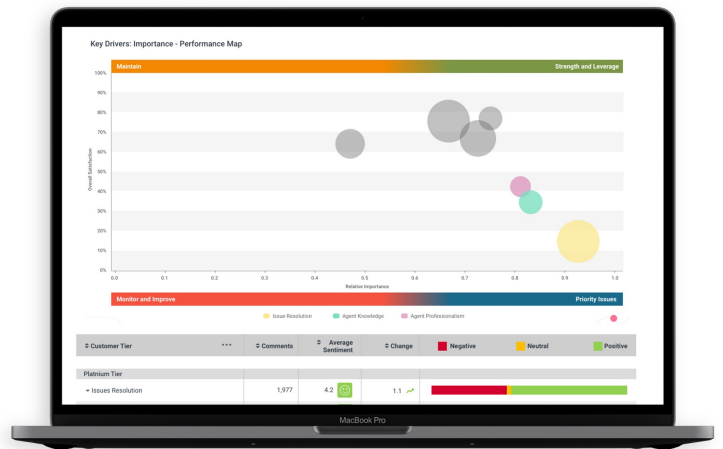 Key Drivers: Importance - Performance Map
Maintain
Strength and Leverage
100%
90%
80%
70%
60%
50%
40%
30%
20%
10%
0%
Overall Satisfaction
0.0 0.1 0.2 0.3 0.4 0.5 0.6 0.7 0.8 0.9 1.0
Relative Importance
Monitor and Improve
Priority Issues
Issue Resolution
Agent Knowledge
Agent Professionalism
Customer Tier ••• Comments Average Sentiment Change Negative Neutral Positive
Platnium Tier
Issues Resolution 1,977 4.2 1.1
MacBook Pro